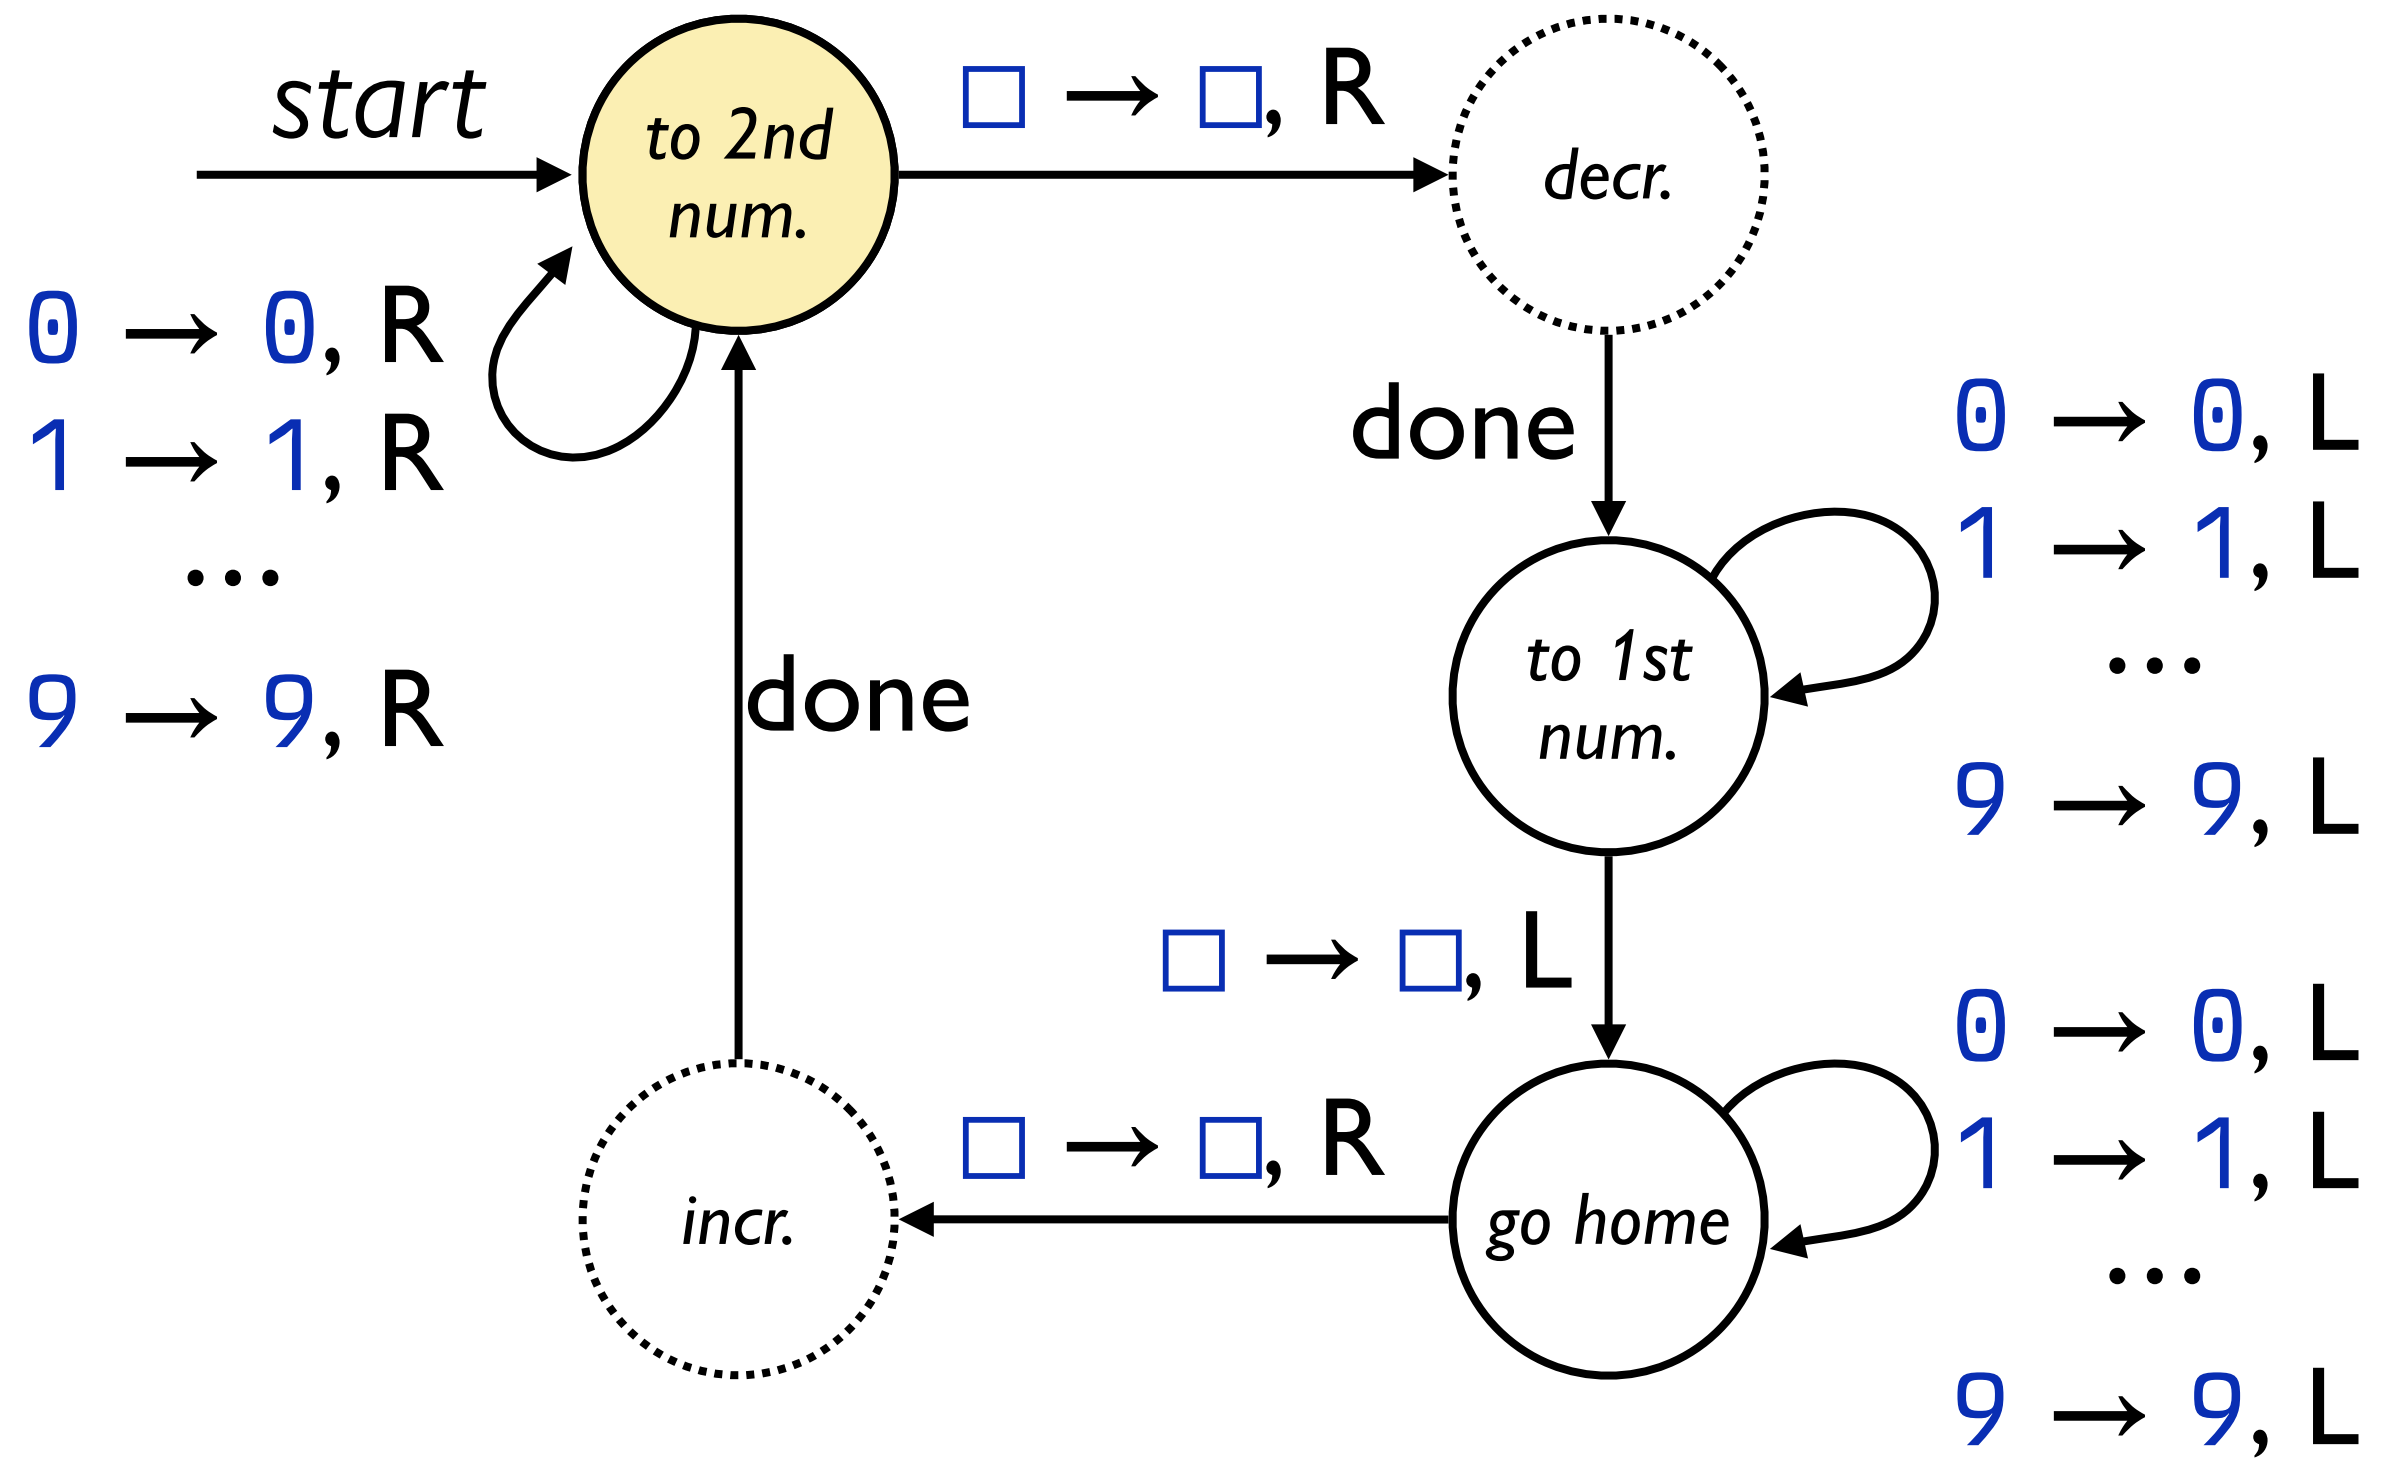 start
to 2nd
num.
□ → □, R
decr.
0 → 0, R
1 → 1, R
...
9 → 9, R
done
0 → 0, L
1 → 1, L
...
9 → 9, L
to 1st
num.
done
□ → □, L
0 → 0, L
1 → 1, L
...
9 → 9, L
□ → □, R
incr.
go home